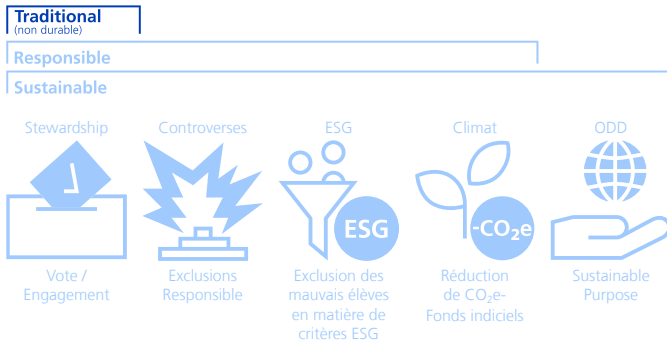 Traditional
(non durable)
Responsible
Sustainable
Stewardship
Controverses
ESG
Climat
ODD
ESG
-CO₂e
Vote /
Engagement
Exclusions
Responsible
Exclusion des
mauvais élèves
en matière de
critères ESG
Réduction
de CO₂e-
Fonds indiciels
Sustainable
Purpose